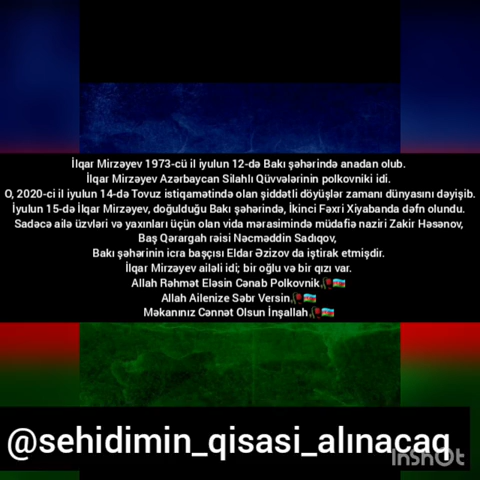 İlqar Mirzəyev 1973-cü il iyulun 12-də Bakı şəhərində anadan olub.
İlqar Mirzəyev Azərbaycan Silahlı Qüvvələrinin polkovniki idi.
O, 2020-ci il iyulun 14-də Tovuz istiqamətində olan şiddətli döyüşlər zamanı dünyasını dəyişib.
İyulun 15-də İlqar Mirzəyev, doğulduğu Bakı şəhərində, İkinci Fəxri Xiyabanda dəfn olundu.
Sadəcə ailə üzvləri və yaxınları üçün olan vida mərasimində müdafiə naziri Zakir Həsənov,
Baş Qərargah rəisi Nəcməddin Sadıqov,
Bakı şəhərinin icra başçısı Eldar Əzizov da iştirak etmişdir.
İlqar Mirzəyev ailəli idi; bir oğlu və bir qızı var.
Allah Rəhmət Eləsin Cənab Polkovnik🥀🇦🇿
Allah Ailenize Səbr Versin🥀🇦🇿
Məkanınız Cənnət Olsun İnşallah🥀🇦🇿
@sehidimin_qisasi_alınacaq
InShOt